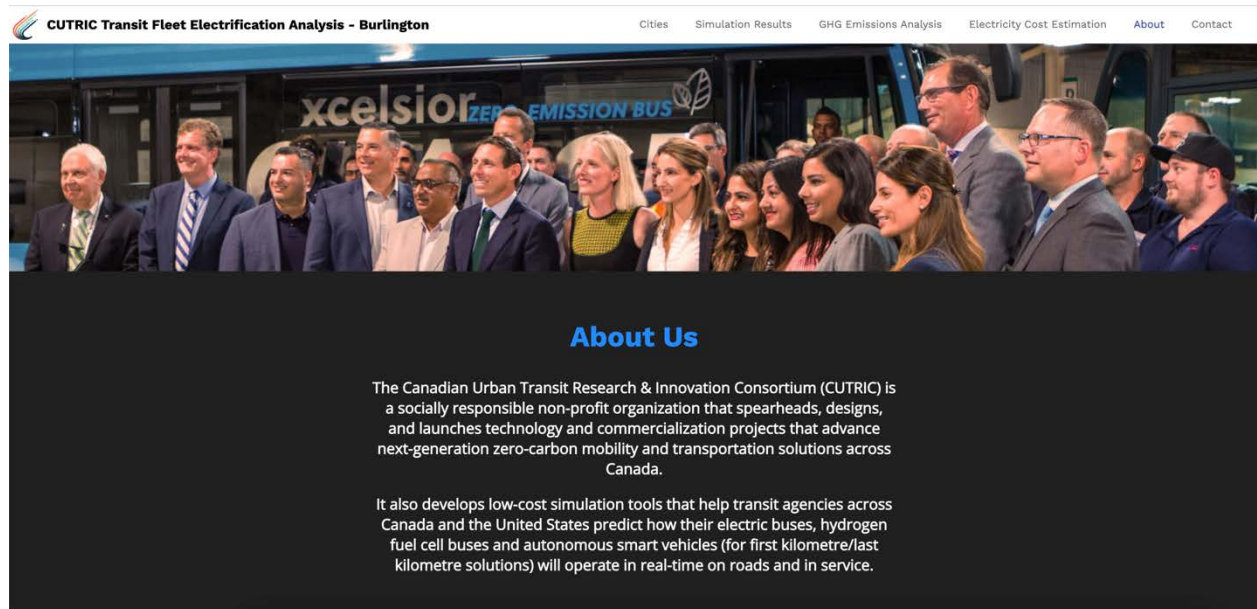 CUTRIC Transit Fleet Electrification Analysis - Burlington
Cities Simulation Results GHG Emissions Analysis Electricity Cost Estimation About Contact
xcelsior ZERO-EMISSION BUS
About Us
The Canadian Urban Transit Research & Innovation Consortium (CUTRIC) is
a socially responsible non-profit organization that spearheads, designs,
and launches technology and commercialization projects that advance
next-generation zero-carbon mobility and transportation solutions across
Canada.
It also develops low-cost simulation tools that help transit agencies across
Canada and the United States predict how their electric buses, hydrogen
fuel cell buses and autonomous smart vehicles (for first kilometre/last
kilometre solutions) will operate in real-time on roads and in service.